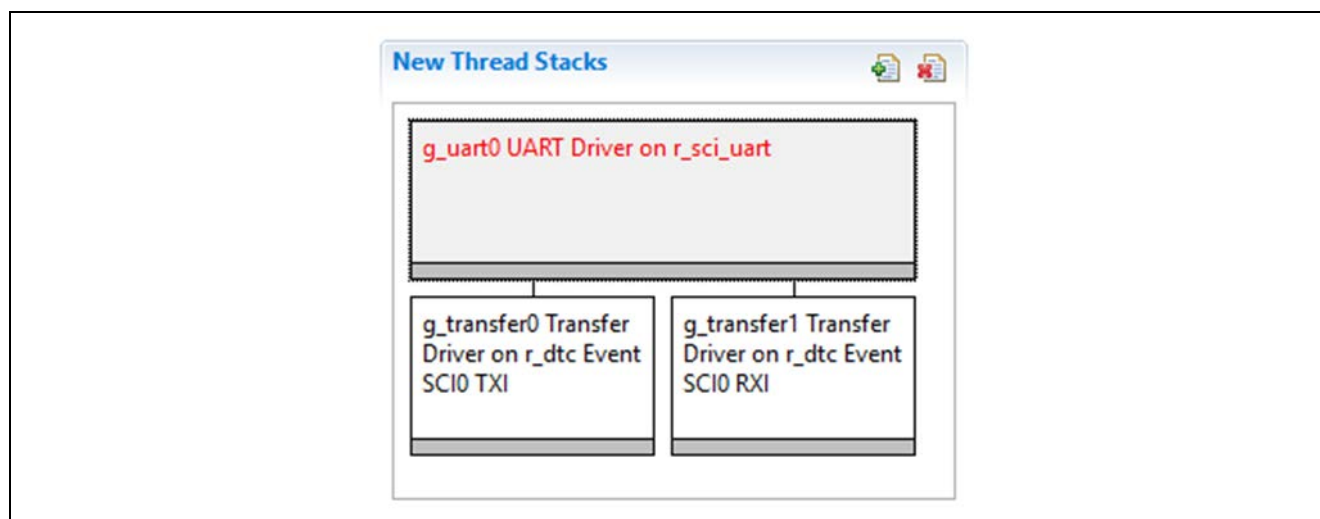 New Thread Stacks
g_uart0 UART Driver on r_sci_uart
g_transfer0 Transfer
Driver on r_dtc Event
SCI0 TXI
g_transfer1 Transfer
Driver on r_dtc Event
SCI0 RXI